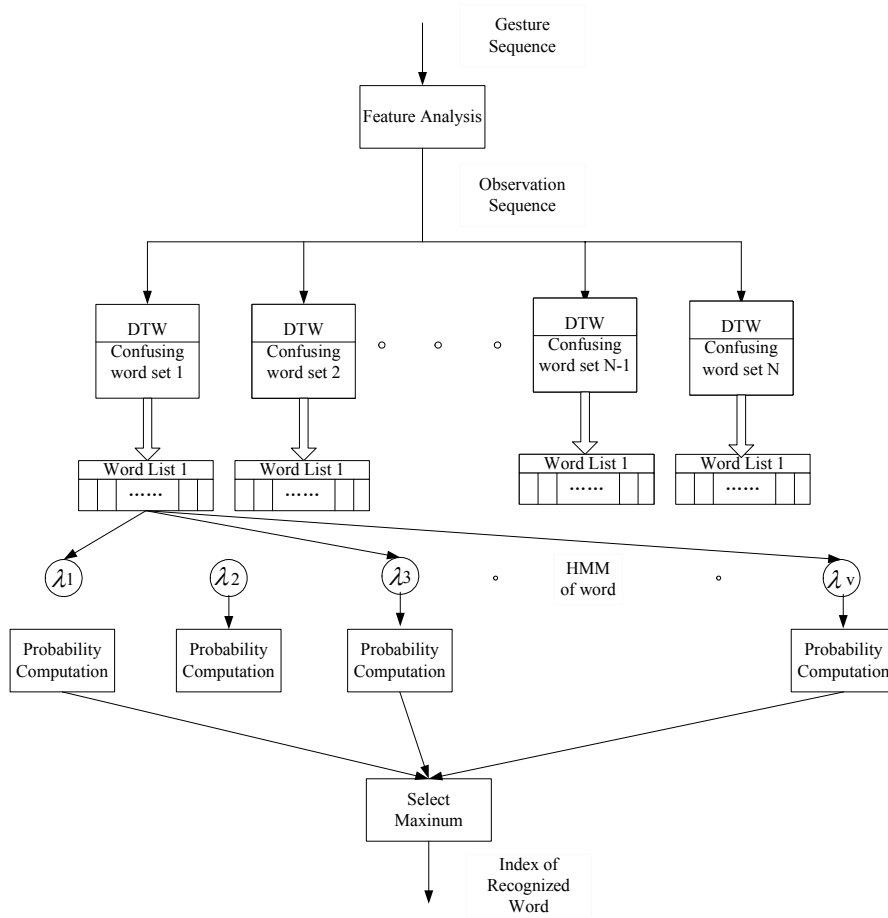 Gesture
Sequence
Feature Analysis
Observation
Sequence
DTW
Confusing
word set 1
DTW
Confusing
word set 2
DTW
Confusing
word set N-1
DTW
Confusing
word set N
Word List 1
......
Word List 1
......
Word List 1
......
Word List 1
......
λ1
λ2
λ3
HMM
of word
λv
Probability
Computation
Probability
Computation
Probability
Computation
Probability
Computation
Select
Maxinum
Index of
Recognized
Word